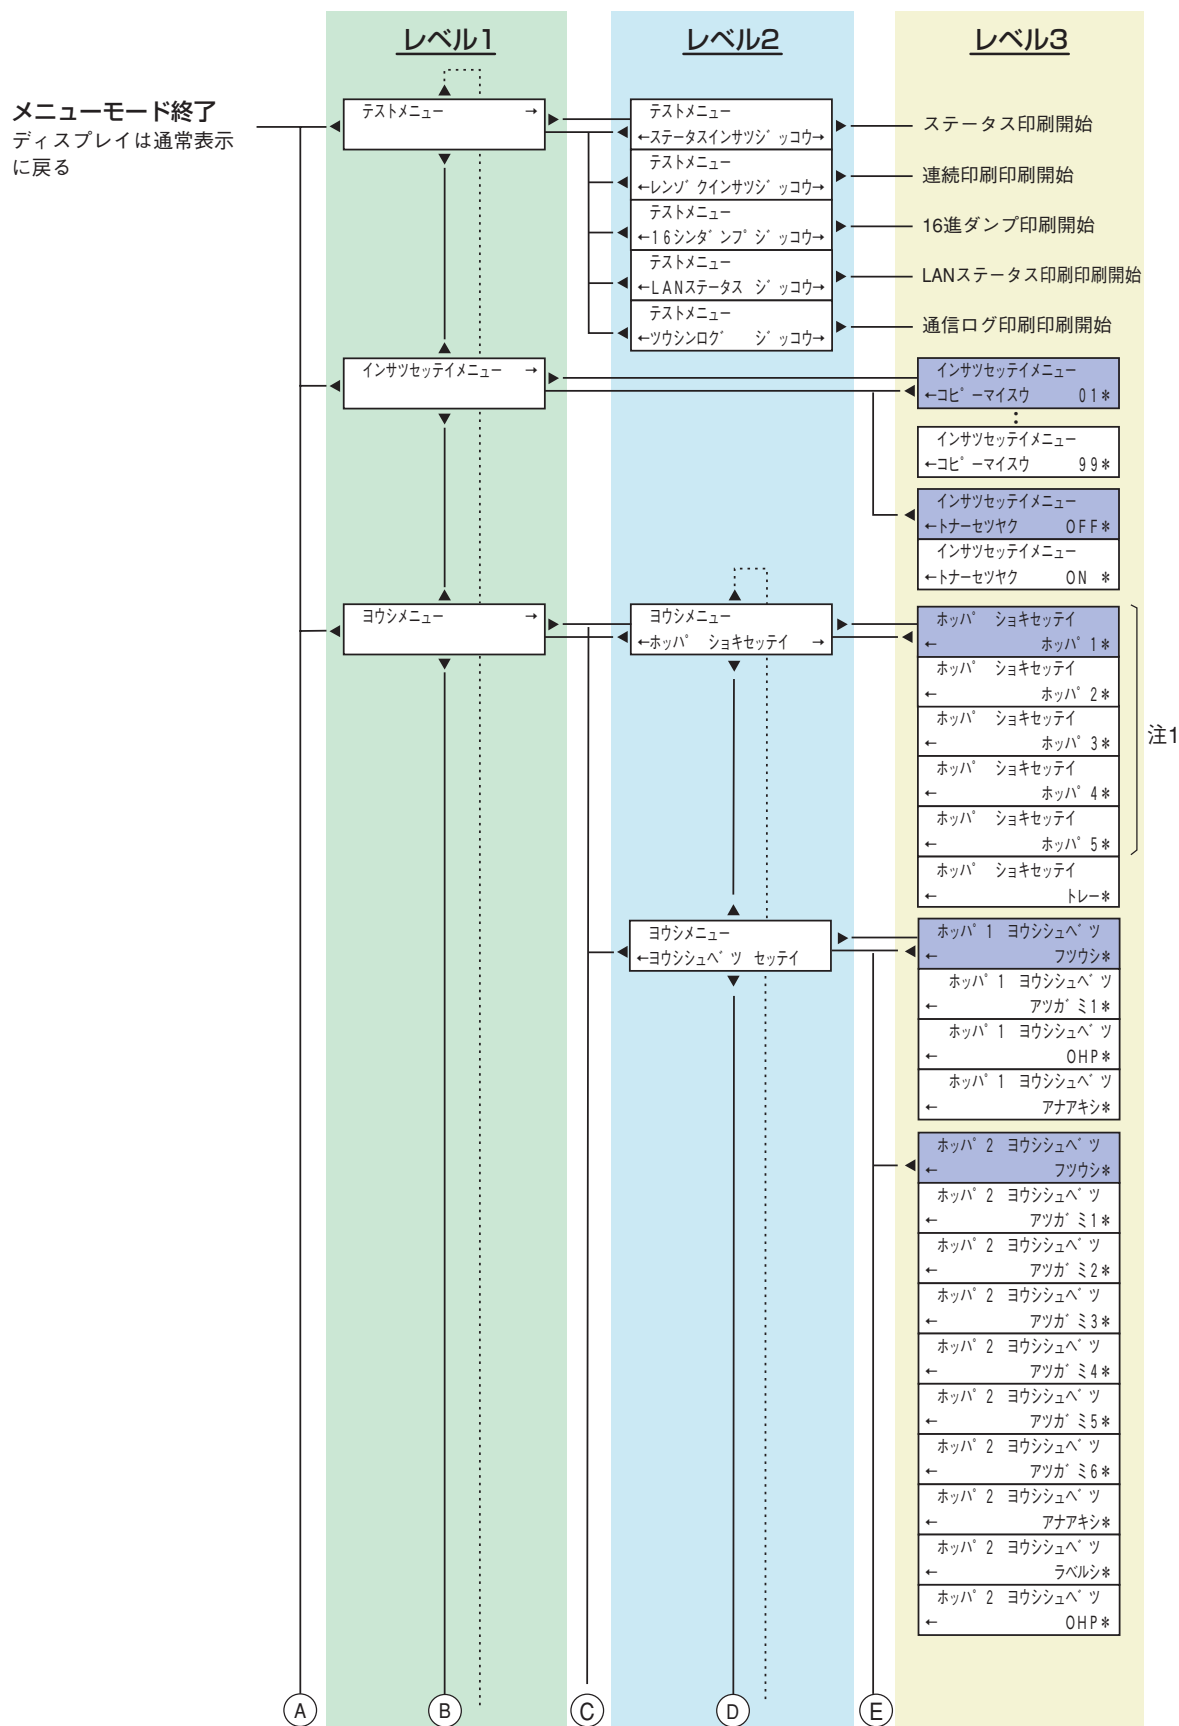 レベル1
レベル2
レベル3
メニューモード終了
ディスプレイは通常表示
に戻る
テストメニュー →
テストメニュー
←ステータスインサツジッコウ→
ステータス印刷開始
テストメニュー
←レンゾクインサツジッコウ→
連続印刷印刷開始
テストメニュー
←16シンダンプジッコウ→
16進ダンプ印刷開始
テストメニュー
←LANステータス ジッコウ→
LANステータス印刷印刷開始
テストメニュー
←ツウシンログ ジッコウ→
通信ログ印刷印刷開始
インサツセッテイメニュー →
インサツセッテイメニュー
←コピーマイスウ 01*
インサツセッテイメニュー
←コピーマイスウ 99*
インサツセッテイメニュー
←トナーセツヤク OFF*
インサツセッテイメニュー
←トナーセツヤク ON *
ヨウシメニュー →
ヨウシメニュー
←ホッパ ショキセッテイ →
ホッパ ショキセッテイ
← ホッパ1*
ホッパ ショキセッテイ
← ホッパ2*
ホッパ ショキセッテイ
← ホッパ3*
ホッパ ショキセッテイ
← ホッパ4*
ホッパ ショキセッテイ
← ホッパ5*
注1
ホッパ ショキセッテイ
← トレー*
ヨウシメニュー
←ヨウシシュベツ セッテイ
ホッパ1 ヨウシシュベツ
← フツウシ*
ホッパ1 ヨウシシュベツ
← アツガミ1*
ホッパ1 ヨウシシュベツ
← OHP*
ホッパ1 ヨウシシュベツ
← アナアキシ*
ホッパ2 ヨウシシュベツ
← フツウシ*
ホッパ2 ヨウシシュベツ
← アツガミ1*
ホッパ2 ヨウシシュベツ
← アツガミ2*
ホッパ2 ヨウシシュベツ
← アツガミ3*
ホッパ2 ヨウシシュベツ
← アツガミ4*
ホッパ2 ヨウシシュベツ
← アツガミ5*
ホッパ2 ヨウシシュベツ
← アツガミ6*
ホッパ2 ヨウシシュベツ
← アナアキシ*
ホッパ2 ヨウシシュベツ
← ラベルシ*
ホッパ2 ヨウシシュベツ
← OHP*
A
B
C
D
E